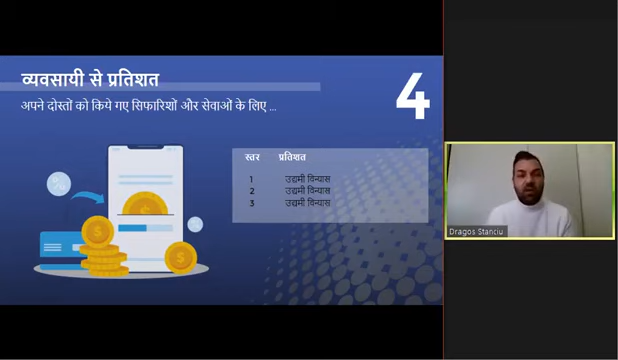 व्यवसायी से प्रतिशत
4
अपने दोस्तों को किये गए सिफारिशों और सेवाओं के लिए ...
स्तर प्रतिशत
1 उद्यमी विन्यास
2 उद्यमी विन्यास
3 उद्यमी विन्यास
Dragos Stanciu